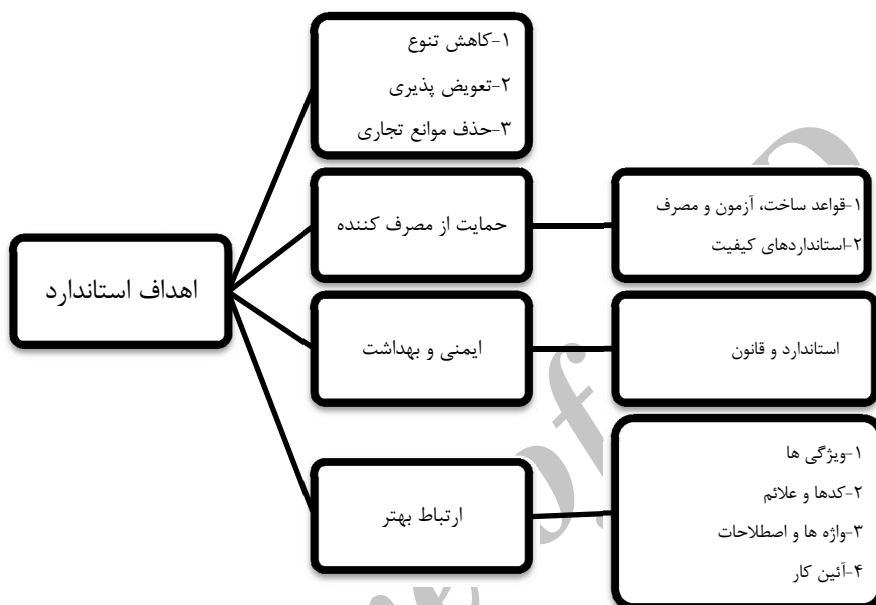 اهداف استاندارد
۱-کاهش تنوع
۲-تعویض پذیری
۳-حذف موانع تجاری
حمایت از مصرف کننده
۱-قواعد ساخت، آزمون و مصرف
۲-استانداردهای کیفیت
ایمنی و بهداشت
استاندارد و قانون
ارتباط بهتر
۱-ویژگی ها
۲-کدها و علائم
۳-واژه ها و اصطلاحات
۴-آئین کار
of